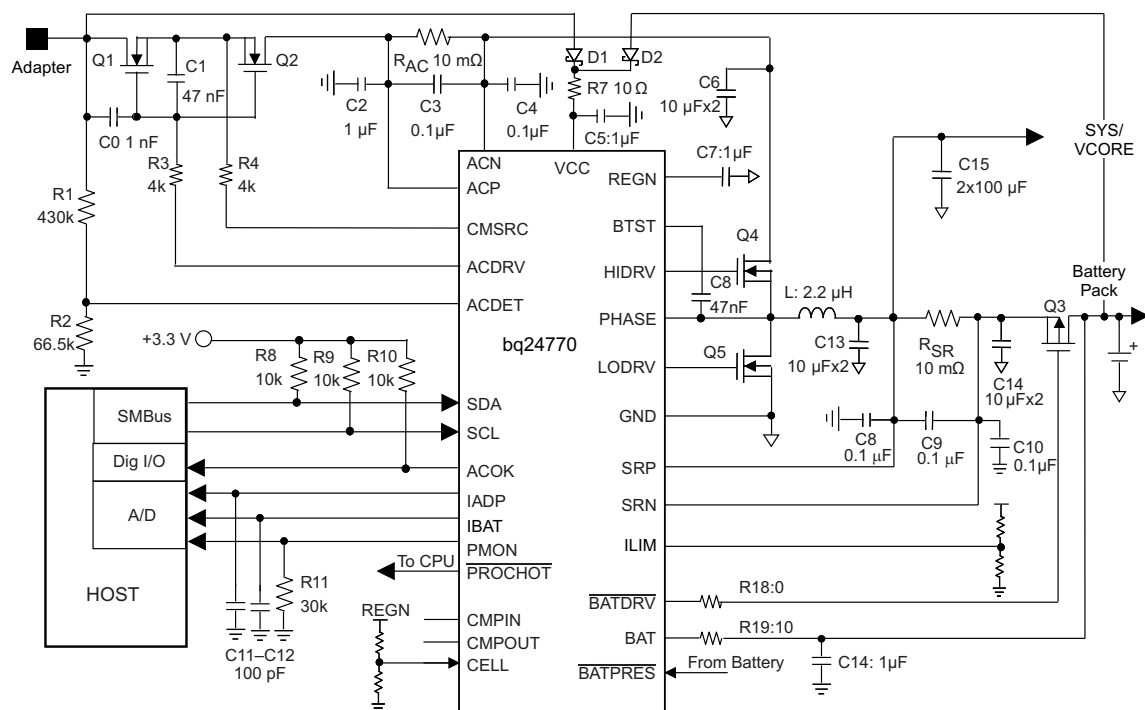 Adapter
Q1
C1
47 nF
Q2
C0 1 nF
R3
4k
R4
4k
R1
430k
R2
66.5k
RAC 10 mΩ
C2
1 µF
C3
0.1µF
C4
0.1µF
D1
D2
R7 10 Ω
C5:1µF
C6
10 µFx2
C7:1µF
SYS/
VCORE
C15
2x100 µF
ACN
ACP
CMSRC
ACDRV
ACDET
VCC
REGN
BTST
HIDRV
PHASE
LODRV
GND
SRP
SRN
ILIM
BATDRV
BAT
BATPRES
bq24770
SDA
SCL
ACOK
IADP
IBAT
PMON
PROCHOT
CMPIN
CMPOUT
CELL
Q4
C8
47nF
Q5
L: 2.2 µH
C13
10 µFx2
RSR
10 mΩ
C14
10 µFx2
Q3
Battery
Pack
+
C8
0.1 µF
C9
0.1 µF
C10
0.1µF
R18:0
R19:10
C14: 1µF
From Battery
+3.3 V
R8
10k
R9
10k
R10
10k
SMBus
Dig I/O
A/D
HOST
To CPU
R11
30k
REGN
C11–C12
100 pF